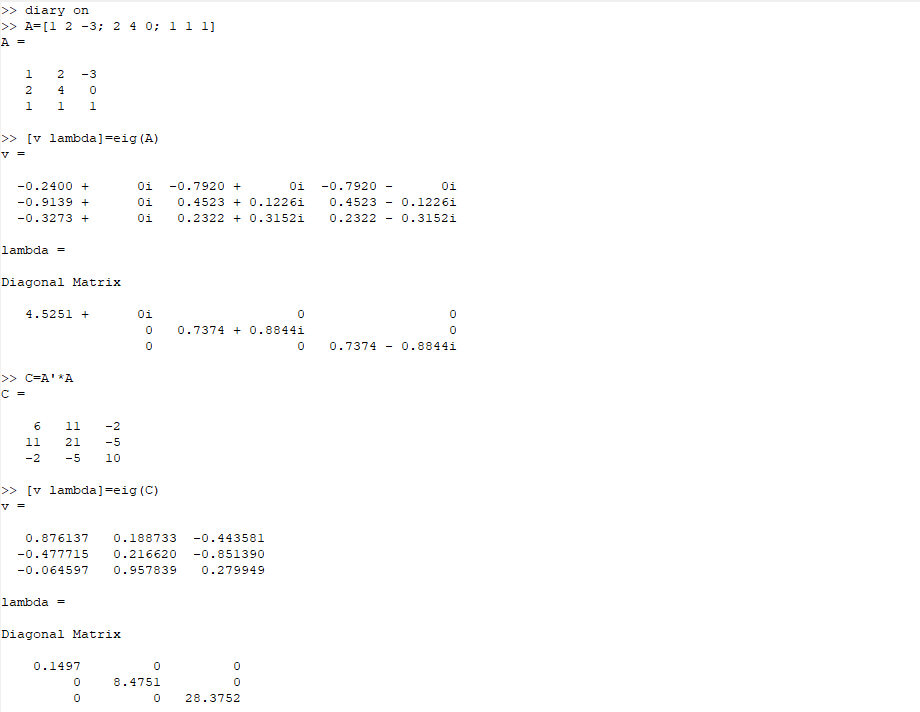 >> diary on
>> A=[1 2 -3; 2 4 0; 1 1 1]
A =
1 2 -3
2 4 0
1 1 1
>> [v lambda]=eig(A)
v =
-0.2400 + 0i -0.7920 + 0i -0.7920 - 0i
-0.9139 + 0i 0.4523 + 0.1226i 0.4523 - 0.1226i
-0.3273 + 0i 0.2322 + 0.3152i 0.2322 - 0.3152i
lambda =
Diagonal Matrix
4.5251 + 0i 0 0
0 0.7374 + 0.8844i 0
0 0 0.7374 - 0.8844i
>> C=A'*A
C =
6 11 -2
11 21 -5
-2 -5 10
>> [v lambda]=eig(C)
v =
0.876137 0.188733 -0.443581
-0.477715 0.216620 -0.851390
-0.064597 0.957839 0.279949
lambda =
Diagonal Matrix
0.1497 0 0
0 8.4751 0
0 0 28.3752